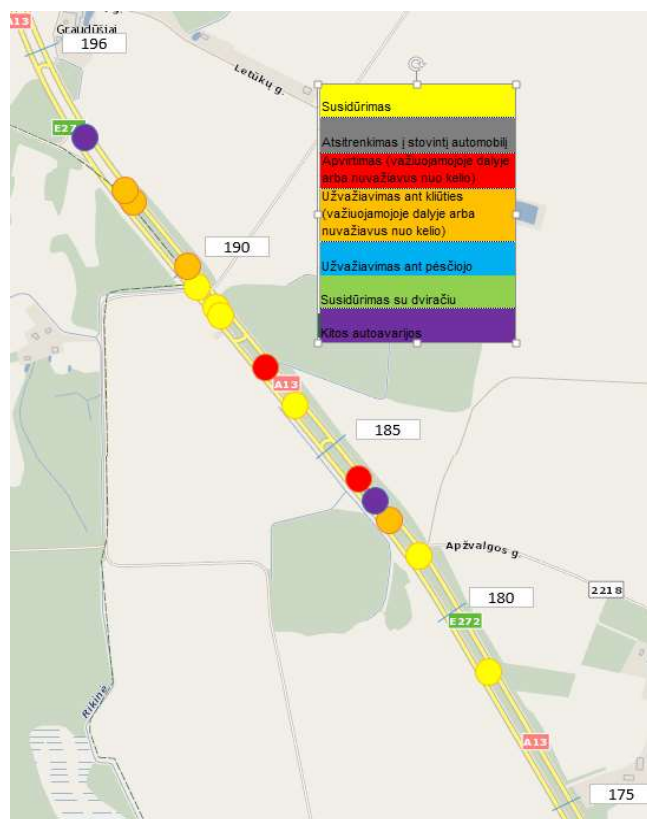 A13
Graudūšiai
196
Letūkų g.
E27
Susidūrimas
Atsitrenkimas į stovintį automobilį
Apvirtimas (važiuojamojoje dalyje
arba nuvažiavus nuo kelio)
Užvažiavimas ant kliūties
(važiuojamojoje dalyje arba
nuvažiavus nuo kelio)
Užvažiavimas ant pėsčiojo
Susidūrimas su dviračiu
Kitos autoavarijos
190
A13
185
Apžvalgos g.
2218
180
E272
Rikinė
A13
175